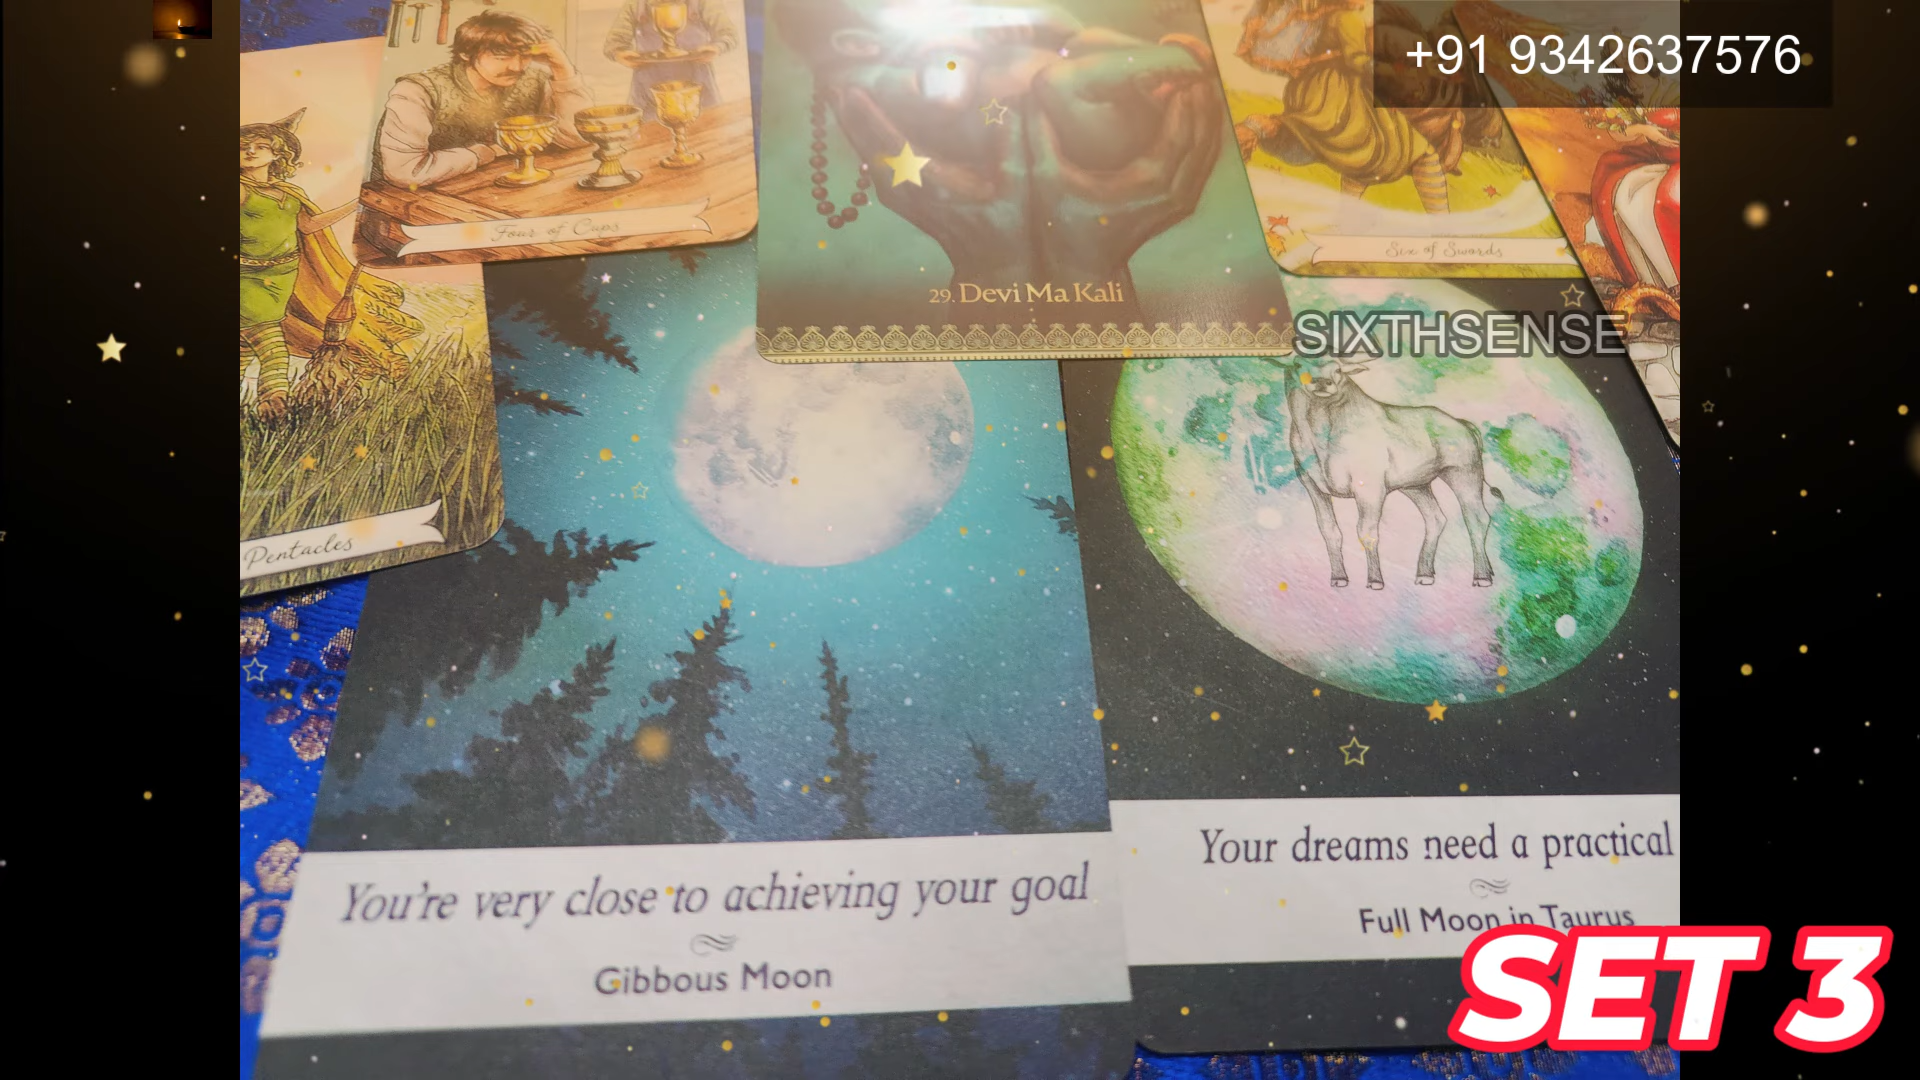 +91 9342637576
Four of Cups
Six of Swords
29. Devi Ma Kali
SIXTHSENSE
Pentacles
Your dreams need a practical
Full Moon in Taurus
You're very close to achieving your goal
Gibbous Moon
SET 3